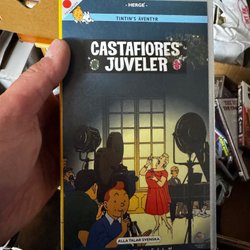 - HERGÉ -
TINTIN'S ÄVENTYR
CASTAFIORES
JUVELER
ALLA TALAR SVENSKA